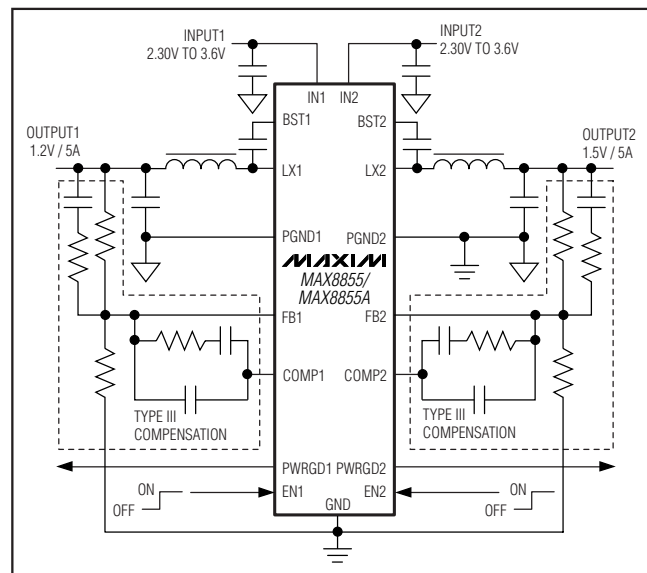 INPUT1
2.30V TO 3.6V
INPUT2
2.30V TO 3.6V
IN1
IN2
BST1
BST2
OUTPUT1
1.2V / 5A
OUTPUT2
1.5V / 5A
LX1
LX2
PGND1
PGND2
MAXIM
MAX8855/
MAX8855A
FB1
FB2
COMP1
COMP2
TYPE III
COMPENSATION
TYPE III
COMPENSATION
PWRGD1
PWRGD2
ON
OFF
EN1
EN2
ON
OFF
GND